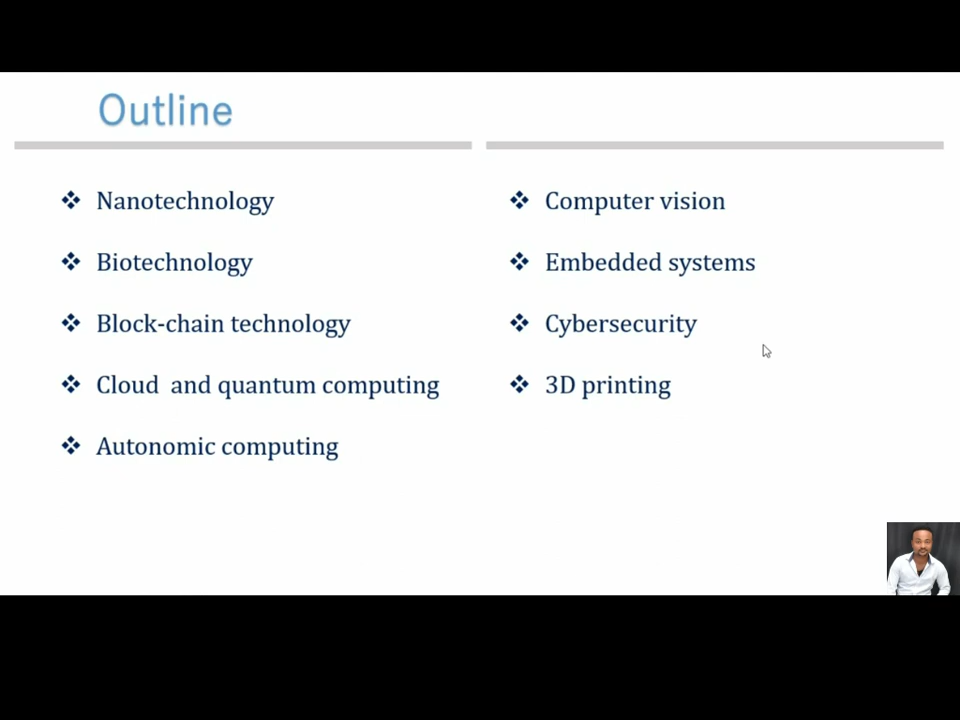 Outline
Nanotechnology
Biotechnology
Block-chain technology
Cloud  and quantum computing
Autonomic computing
Computer vision
Embedded systems
Cybersecurity
3D printing